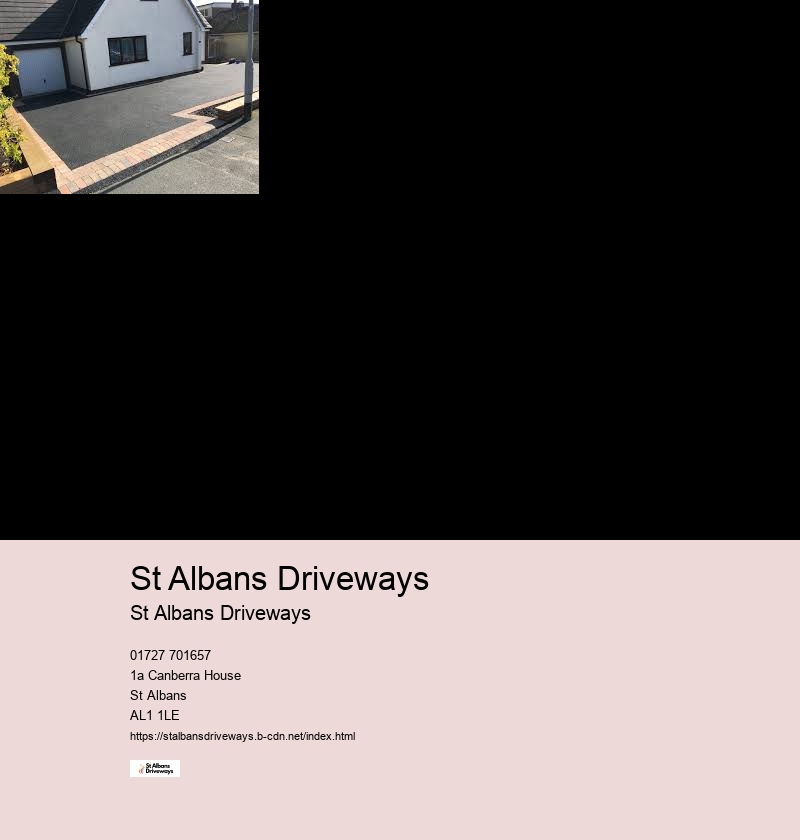 St Albans Driveways
St Albans Driveways
01727 701657
1a Canberra House
St Albans
AL1 1LE
https://stalbansdriveways.b-cdn.net/index.html
St Albans
Driveways